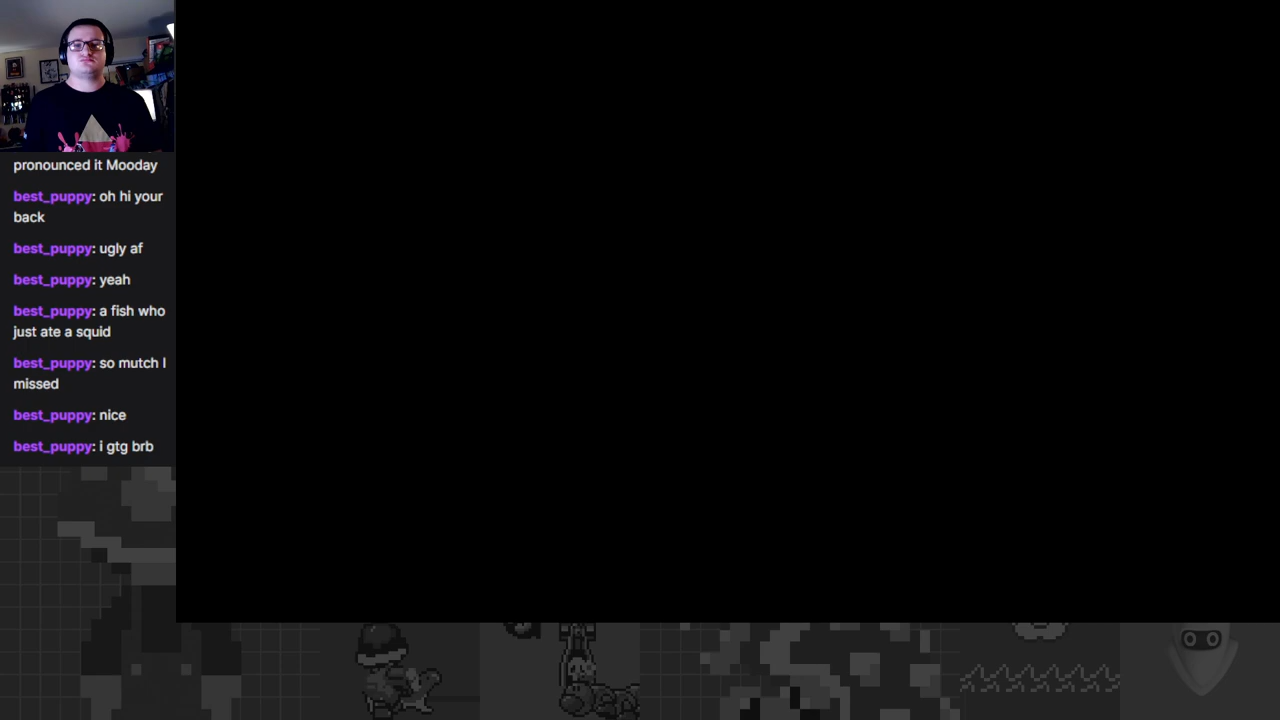 pronounced it Mooday
best_puppy: oh hi your
back
best_puppy: ugly af
best_puppy: yeah
best_puppy: a fish who
just ate a squid
best_puppy: so mutch I
missed
best_puppy: nice
best_puppy: i gtg brb